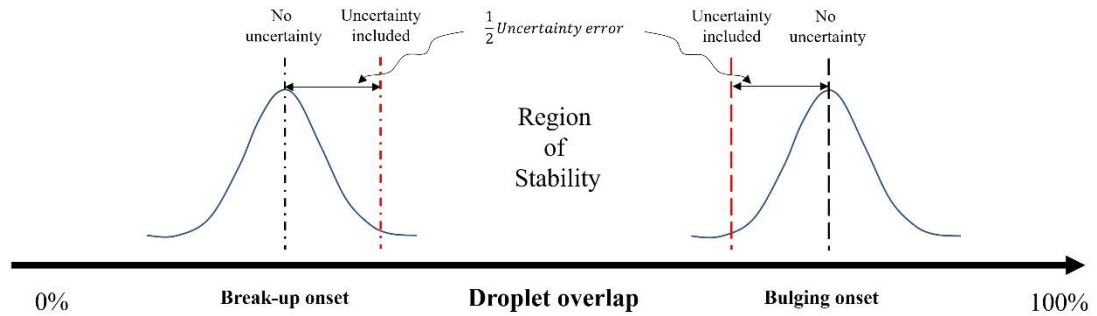 No
uncertainty
Uncertainty
included
1/2 Uncertainty error
Uncertainty
included
No
uncertainty
Region
of
Stability
0%
Break-up onset
Droplet overlap
Bulging onset
100%